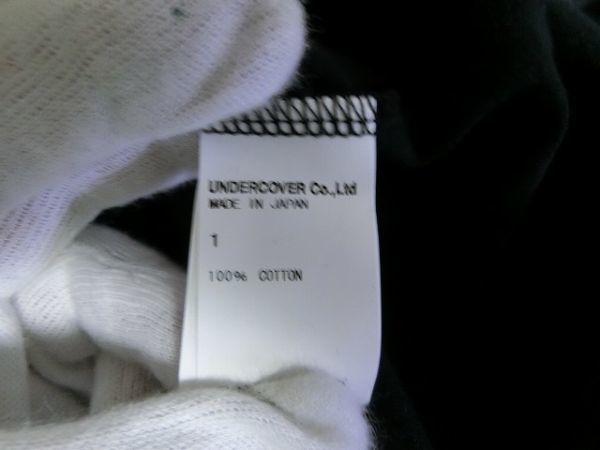 UNDERCOVER Co.,Ltd
MADE IN JAPAN
1
100% COTTON